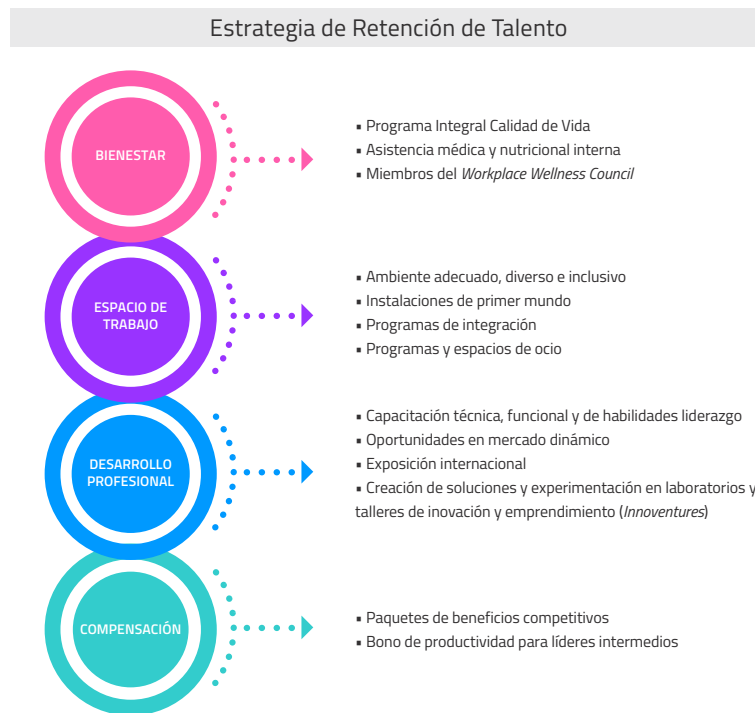 Estrategia de Retención de Talento
BIENESTAR
▪ Programa Integral Calidad de Vida
▪ Asistencia médica y nutricional interna
▪ Miembros del Workplace Wellness Council
ESPACIO DE
TRABAJO
▪ Ambiente adecuado, diverso e inclusivo
▪ Instalaciones de primer mundo
▪ Programas de integración
▪ Programas y espacios de ocio
DESARROLLO
PROFESIONAL
▪ Capacitación técnica, funcional y de habilidades liderazgo
▪ Oportunidades en mercado dinámico
▪ Exposición internacional
▪ Creación de soluciones y experimentación en laboratorios y
talleres de inovación y emprendimiento (Innoventures)
COMPENSACIÓN
▪ Paquetes de beneficios competitivos
▪ Bono de productividad para líderes intermedios